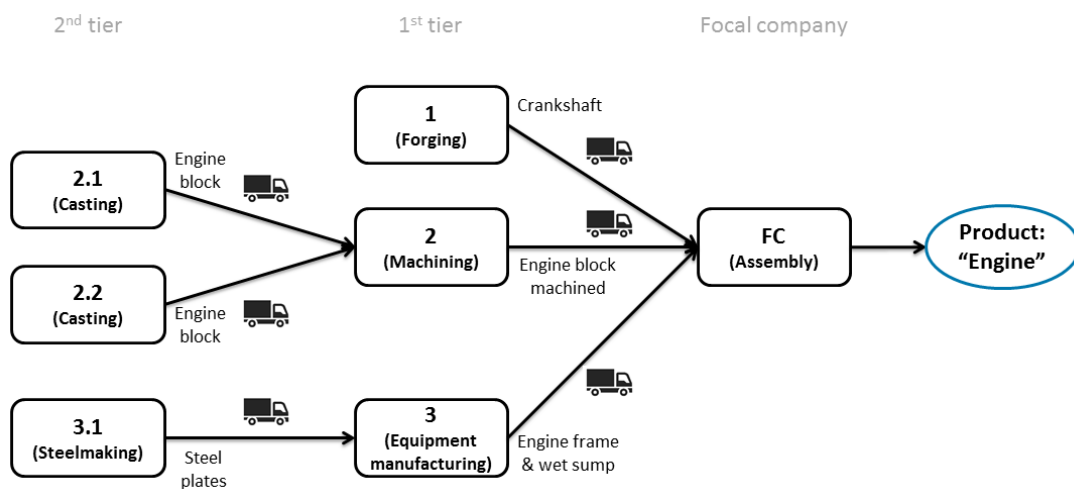 2nd tier
1st tier
Focal company
1
(Forging)
Crankshaft
2.1
(Casting)
Engine
block
2
(Machining)
Engine block
machined
FC
(Assembly)
Product:
“Engine”
2.2
(Casting)
Engine
block
3.1
(Steelmaking)
Steel
plates
3
(Equipment
manufacturing)
Engine frame
& wet sump